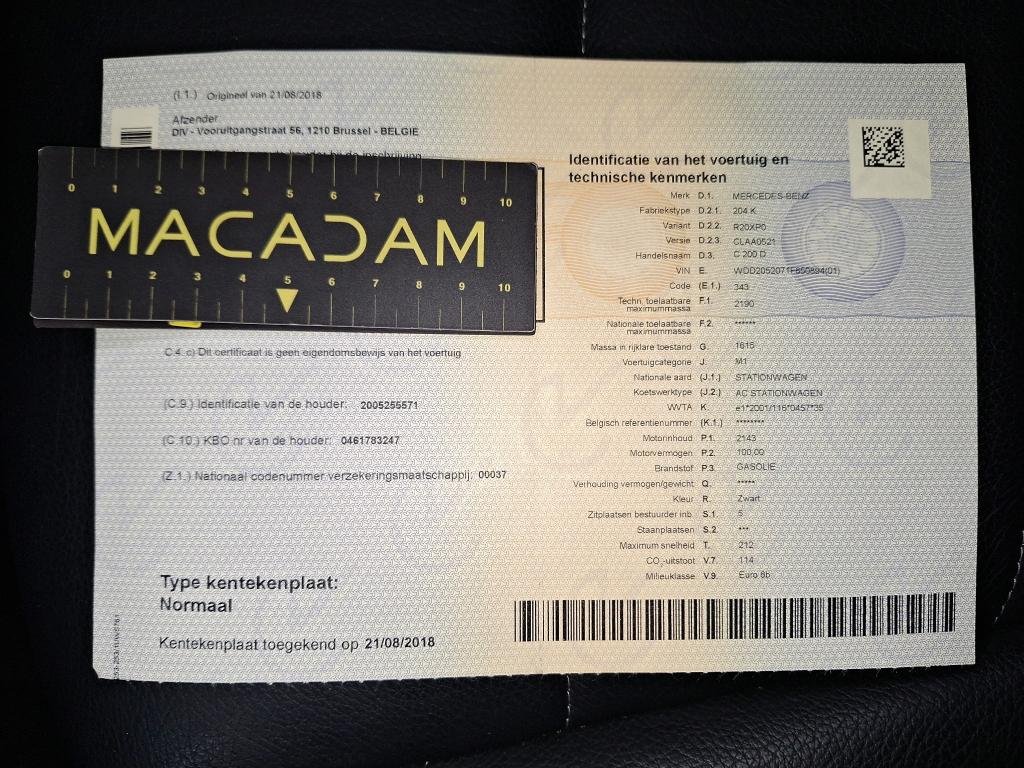 (I.1.) Origineel van 21/08/2018
Afzender
DIV - Vooruitgangstraat 56, 1210 Brussel - BELGIE
0 1 2 3 4 5 6 7 8 9 10
MACADAM
0 1 2 3 4 5 6 7 8 9 10
C.4.c) Dit certificaat is geen eigendomsbewijs van het voertuig
(C.9.) Identificatie van de houder: 2005255571
(C.10.) KBO nr van de houder: 0461783247
(Z.1.) Nationaal codenummer verzekeringsmaatschappij: 00037
Type kentekenplaat:
Normaal
Kentekenplaat toegekend op 21/08/2018
Identificatie van het voertuig en
technische kenmerken
Merk D.1. MERCEDES-BENZ
Fabriekstype D.2.1. 204 K
Variant D.2.2. R20XP0
Versie D.2.3. CLAA0521
Handelsnaam D.3. C 200 D
VIN E. WDD2052071F650894(01)
Code (E.1.) 343
Techn. toelaatbare F.1. 2190
maximummassa
Nationale toelaatbare F.2. ******
maximummassa
Massa in rijklare toestand G. 1615
Voertuigcategorie J. M1
Nationale aard (J.1.) STATIONWAGEN
Koetswerktype (J.2.) AC STATIONWAGEN
WVTA K. e1*2001/116*0457*35
Belgisch referentienummer (K.1.) ********
Motorinhoud P.1. 2143
Motorvermogen P.2. 100,00
Brandstof P.3. GASOLIE
Verhouding vermogen/gewicht Q. *****
Kleur R. Zwart
Zitplaatsen bestuurder inb. S.1. 5
Staanplaatsen S.2. ***
Maximum snelheid T. 212
CO₂-uitstoot V.7. 114
Milieuklasse V.9. Euro 6b